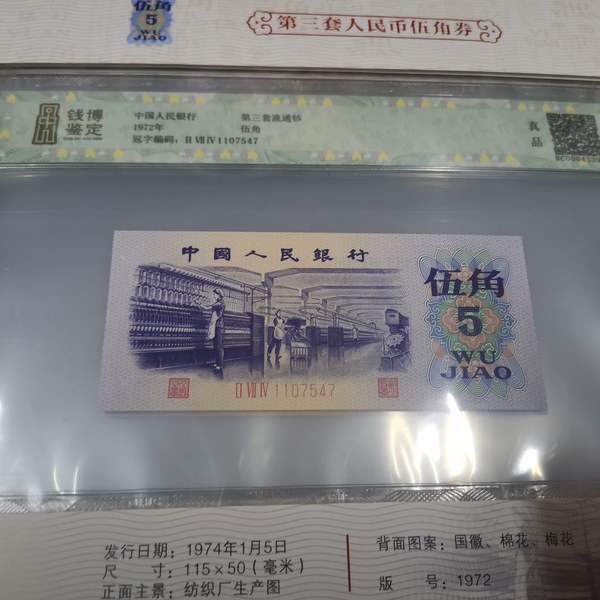 伍角
5
WU
JIAO
第三套人民币伍角券
钱博
鉴定
中国人民银行
1972年
冠字编码：II VII IV 1107547
第三套流通钞
伍角
真
品
中國人民銀行
伍角
5
WU
JIAO
II VII IV 1107547
发行日期：1974年1月5日
尺 寸：115×50（毫米）
正面主景：纺织厂生产图
背面图案：国徽、棉花、梅花
版 号：1972